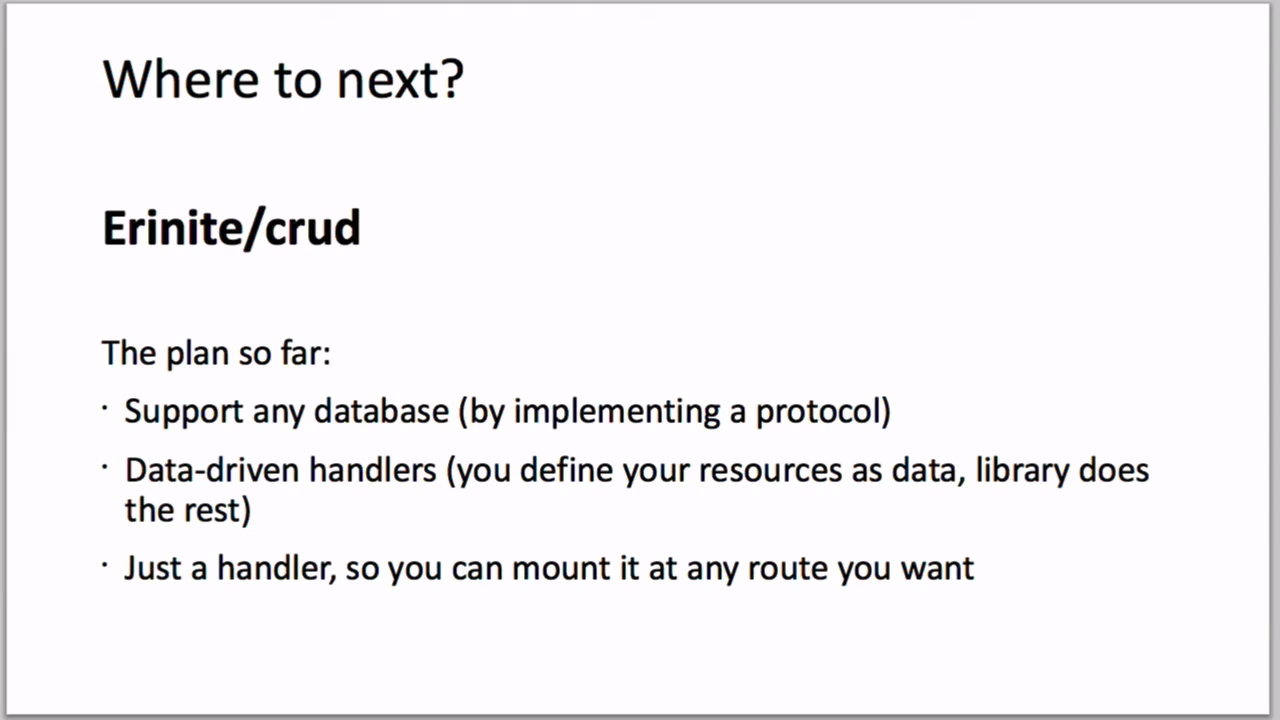 Where to next?
Erinite/crud
The plan so far:
· Support any database (by implementing a protocol)
· Data-driven handlers (you define your resources as data, library does
the rest)
· Just a handler, so you can mount it at any route you want